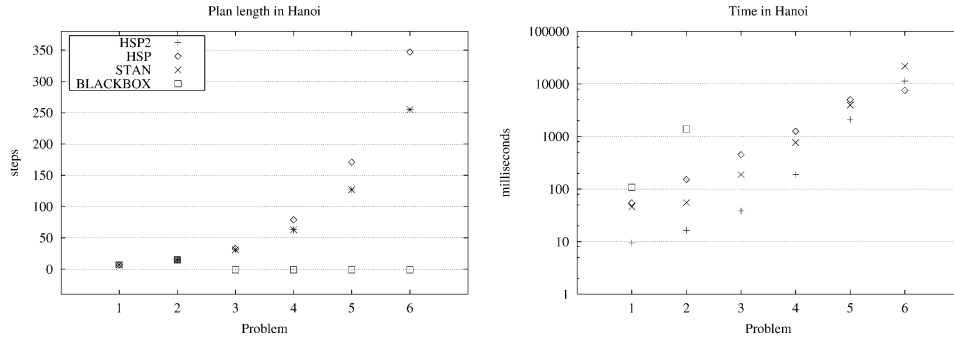 Plan length in Hanoi
350
300
250
200
150
100
50
0
steps
HSP2
HSP
STAN
BLACKBOX
1 2 3 4 5 6
Problem
Time in Hanoi
100000
10000
1000
100
10
1
milliseconds
1 2 3 4 5 6
Problem